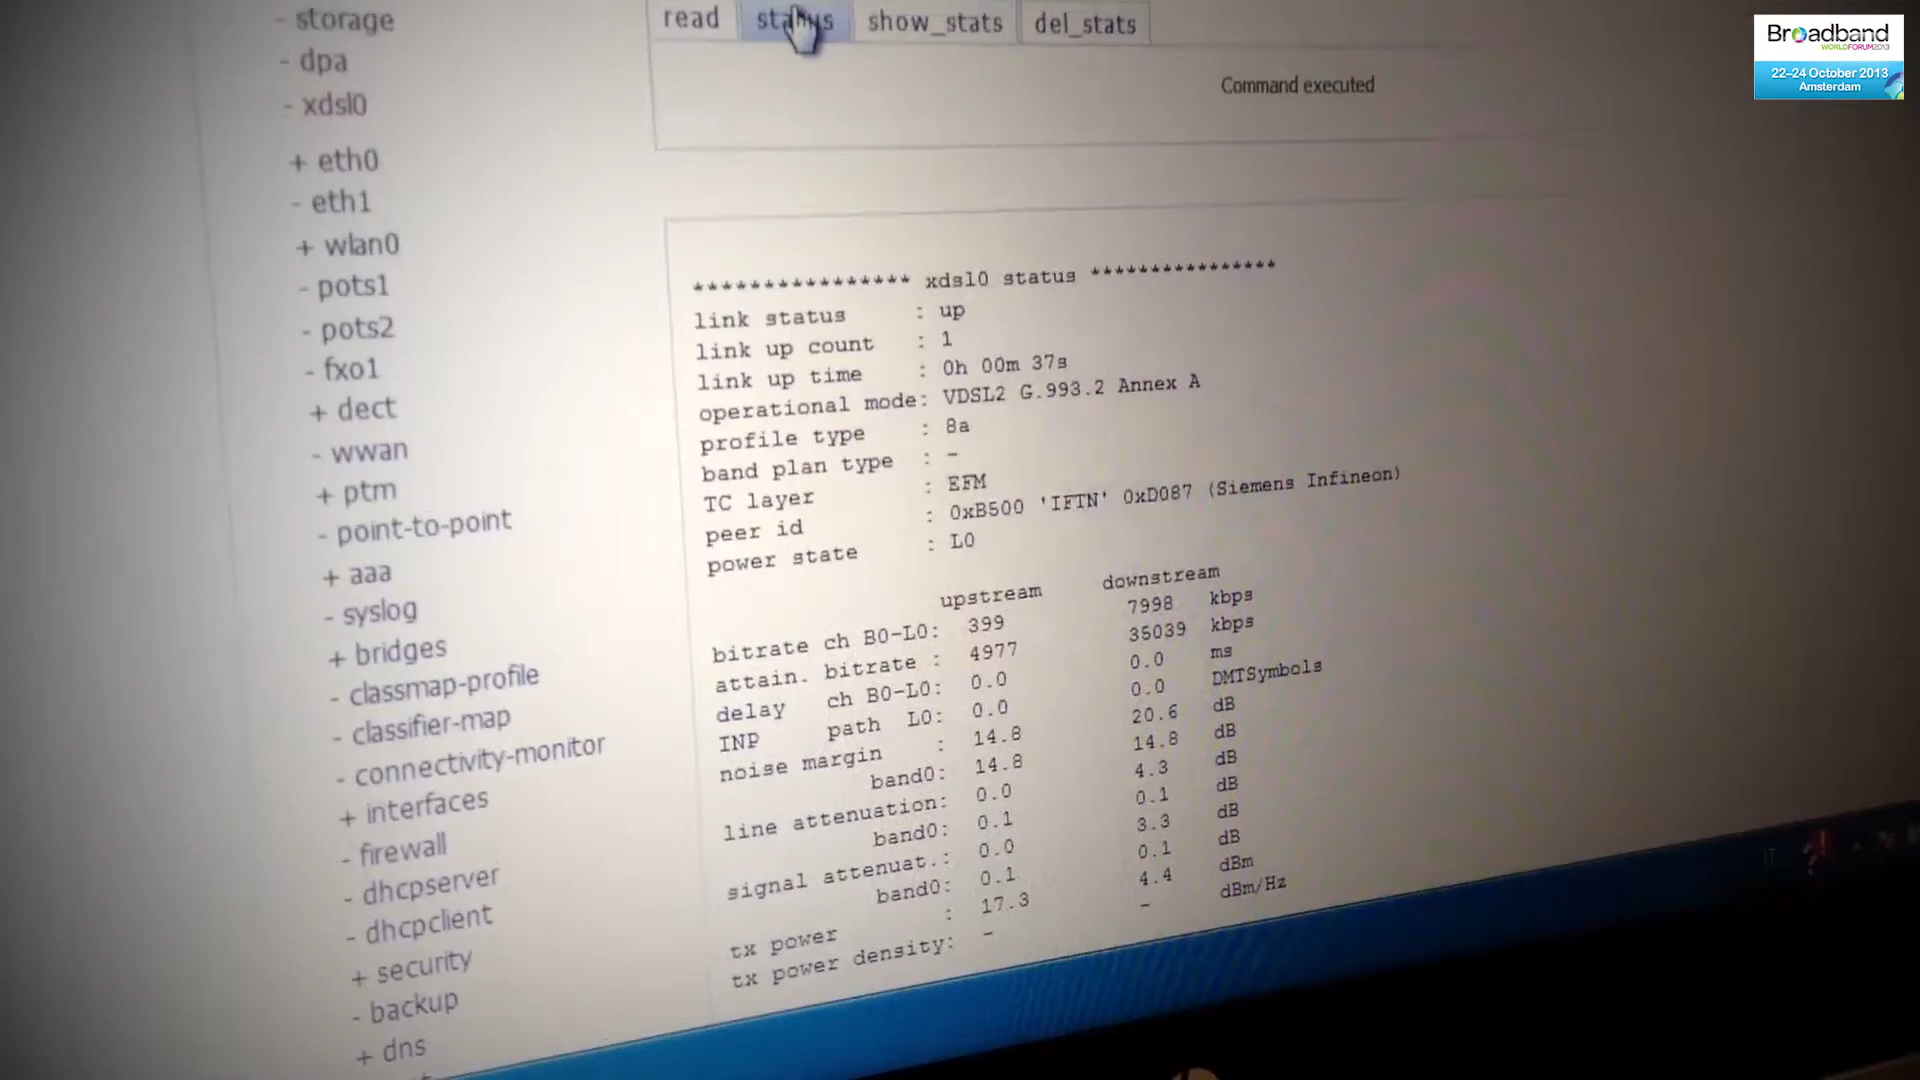 - storage
- dpa
- xdsl0
+ eth0
- eth1
+ wlan0
- pots1
- pots2
- fxo1
+ dect
- wwan
+ ptm
- point-to-point
+ aaa
- syslog
+ bridges
- classmap-profile
- classifier-map
- connectivity-monitor
+ interfaces
- firewall
- dhcpserver
- dhcpclient
+ security
- backup
+ dns
read status show_stats del_stats
Command executed
**************** xdsl0 status ****************
link status : up
link up count : 1
link up time : 0h 00m 37s
operational mode: VDSL2 G.993.2 Annex A
profile type : 8a
band plan type : -
TC layer : EFM
peer id : 0xB500 'IFTN' 0xD087 (Siemens Infineon)
power state : L0
upstream downstream
bitrate ch B0-L0: 399 7998 kbps
attain. bitrate : 4977 35039 kbps
delay ch B0-L0: 0.0 0.0 ms
INP path L0: 0.0 0.0 DMTSymbols
noise margin : 14.8 20.6 dB
band0: 14.8 14.8 dB
line attenuation: 0.0 4.3 dB
band0: 0.1 0.1 dB
signal attenuat.: 0.0 3.3 dB
band0: 0.1 0.1 dB
tx power : 17.3 4.4 dBm
tx power density: - - dBm/Hz
IT
Broadband
WORLDFORUM2013
22–24 October 2013
Amsterdam